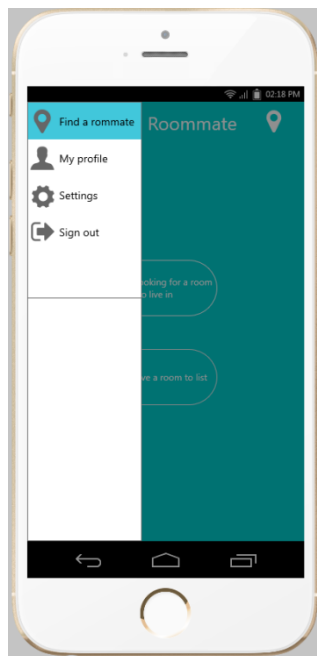 02:18 PM
Find a rommate
Roommate
My profile
Settings
Sign out
oking for a room
o live in
ve a room to list